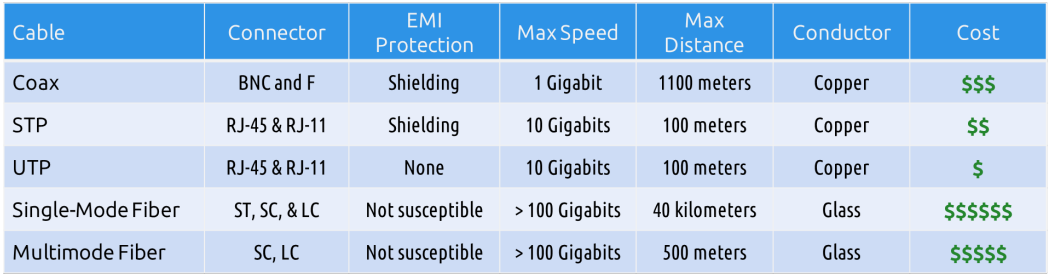 Cable Connector EMI Protection Max Speed Max Distance Conductor Cost
Coax BNC and F Shielding 1 Gigabit 1100 meters Copper $$$
STP RJ-45 & RJ-11 Shielding 10 Gigabits 100 meters Copper $$
UTP RJ-45 & RJ-11 None 10 Gigabits 100 meters Copper $
Single-Mode Fiber ST, SC, & LC Not susceptible > 100 Gigabits 40 kilometers Glass $$$$$$
Multimode Fiber SC, LC Not susceptible > 100 Gigabits 500 meters Glass $$$$$